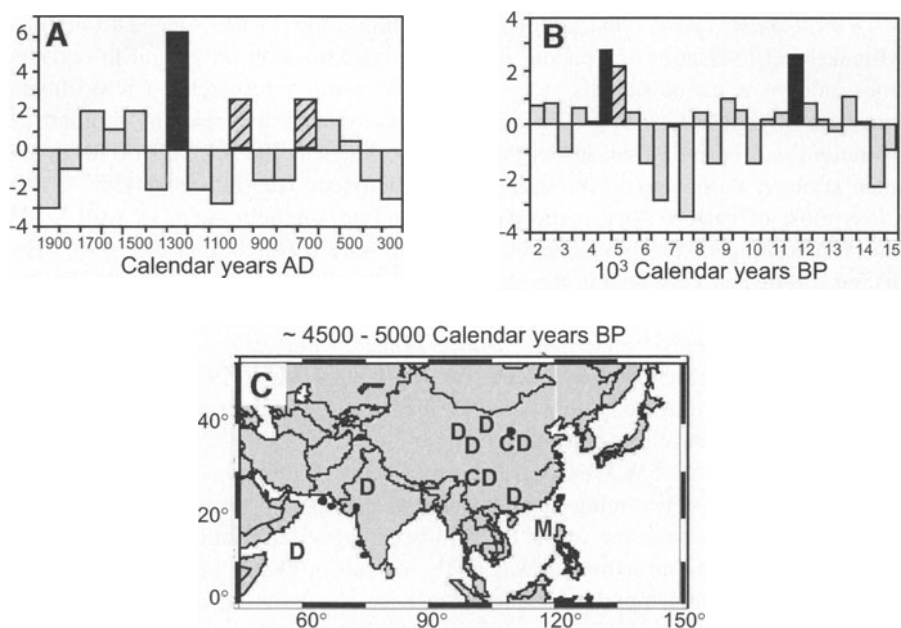 A
6
4
2
0
-2
-4
1900 1700 1500 1300 1100 900 700 500 300
Calendar years AD
B
4
2
0
-2
-4
2 3 4 5 6 7 8 9 10 11 12 13 14 15
10³ Calendar years BP
~ 4500 - 5000 Calendar years BP
C
40°
20°
0°
D D
D CD
CD
D D
M
D
60° 90° 120° 150°